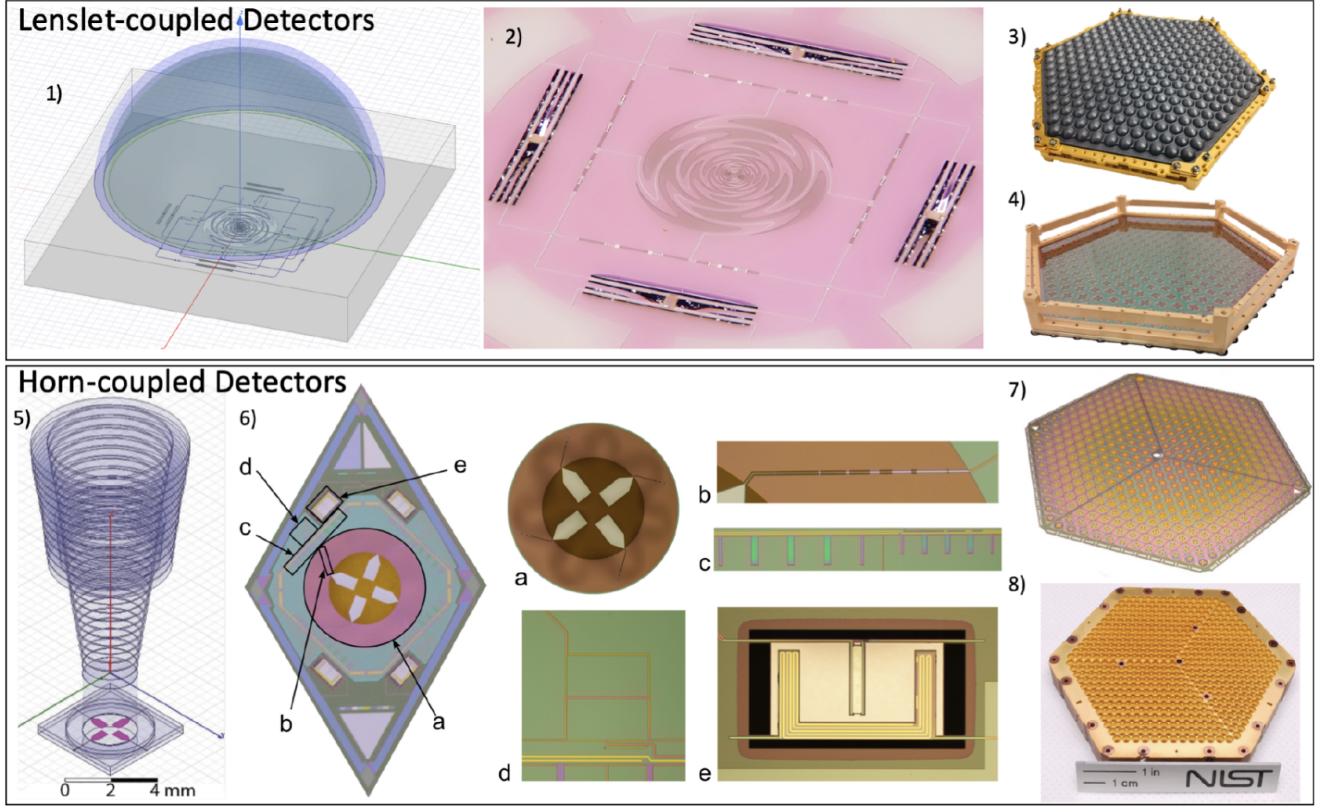 Lenslet-coupled Detectors
1)
2)
3)
4)
Horn-coupled Detectors
5)
6)
7)
8)
d
e
c
b
a
a
b
c
d
e
0 2 4 mm
1 in
1 cm
NIST